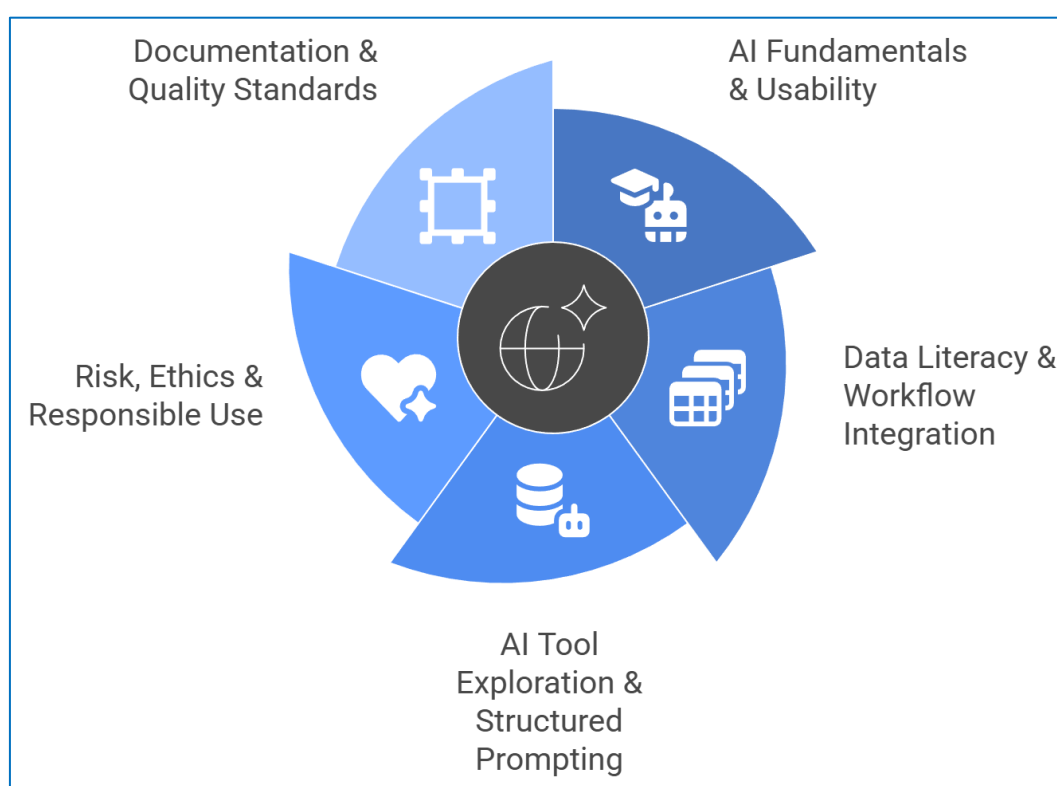 Documentation &
Quality Standards
AI Fundamentals
& Usability
Risk, Ethics &
Responsible Use
Data Literacy &
Workflow
Integration
AI Tool
Exploration &
Structured
Prompting